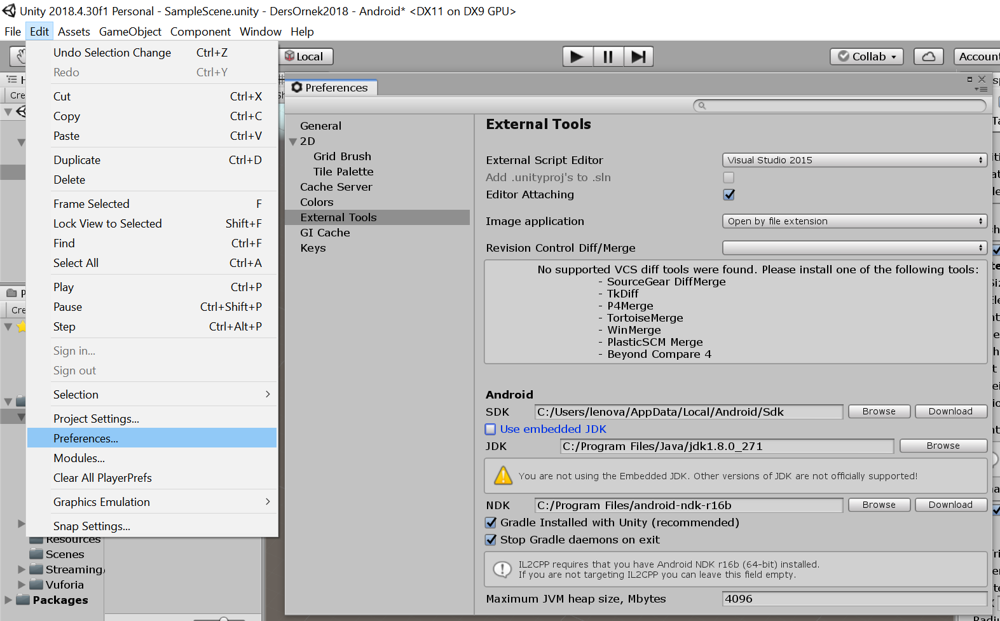 Unity 2018.4.30f1 Personal - SampleScene.unity - DersOrnek2018 - Android* <DX11 on DX9 GPU>
File Edit Assets GameObject Component Window Help
Local
Collab
Account
Undo Selection Change Ctrl+Z
Redo Ctrl+Y
Cut Ctrl+X
Copy Ctrl+C
Paste Ctrl+V
Duplicate Ctrl+D
Delete
Frame Selected F
Lock View to Selected Shift+F
Find Ctrl+F
Select All Ctrl+A
Play Ctrl+P
Pause Ctrl+Shift+P
Step Ctrl+Alt+P
Sign in...
Sign out
Selection
Project Settings...
Preferences...
Modules...
Clear All PlayerPrefs
Graphics Emulation
Snap Settings...
Cre
Cre
Resources
Scenes
Streaming
Vuforia
Packages
Preferences
General
2D
Grid Brush
Tile Palette
Cache Server
Colors
External Tools
GI Cache
Keys
External Tools
External Script Editor Visual Studio 2015
Add .unityproj's to .sln
Editor Attaching
Image application Open by file extension
Revision Control Diff/Merge
No supported VCS diff tools were found. Please install one of the following tools:
- SourceGear DiffMerge
- TkDiff
- P4Merge
- TortoiseMerge
- WinMerge
- PlasticSCM Merge
- Beyond Compare 4
Android
SDK C:/Users/lenova/AppData/Local/Android/Sdk Browse Download
Use embedded JDK
JDK C:/Program Files/Java/jdk1.8.0_271 Browse
You are not using the Embedded JDK. Other versions of JDK are not officially supported!
NDK C:/Program Files/android-ndk-r16b Browse Download
Gradle Installed with Unity (recommended)
Stop Gradle daemons on exit
IL2CPP requires that you have Android NDK r16b (64-bit) installed.
If you are not targeting IL2CPP you can leave this field empty.
Maximum JVM heap size, Mbytes 4096